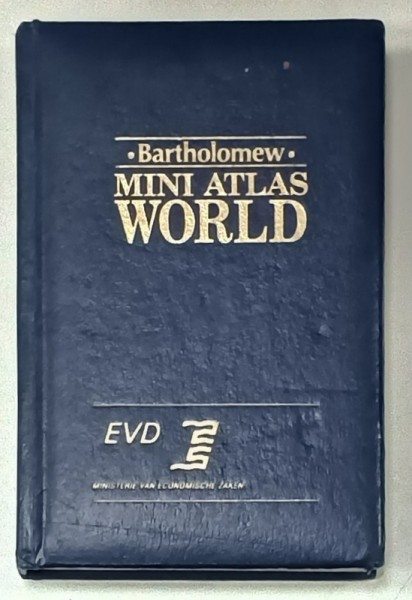 • Bartholomew •
MINI ATLAS
WORLD
EVD
MINISTERIE VAN ECONOMISCHE ZAKEN